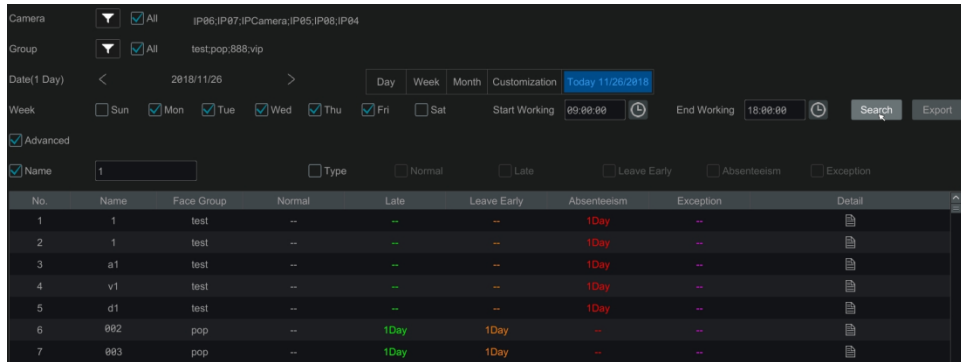 Camera All IP06;IP07;IPCamera;IP05;IP08;IP04
Group All test;pop;888;vip
Date(1 Day) < 2018/11/26 > Day Week Month Customization Today 11/26/2018
Week Sun Mon Tue Wed Thu Fri Sat Start Working 09:00:00 End Working 18:00:00 Search Export
Advanced
Name 1 Type Normal Late Leave Early Absenteeism Exception
No. Name Face Group Normal Late Leave Early Absenteeism Exception Detail
1 1 test -- -- -- 1Day --
2 1 test -- -- -- 1Day --
3 a1 test -- -- -- 1Day --
4 v1 test -- -- -- 1Day --
5 d1 test -- -- -- 1Day --
6 002 pop -- 1Day 1Day -- --
7 003 pop -- 1Day 1Day -- --